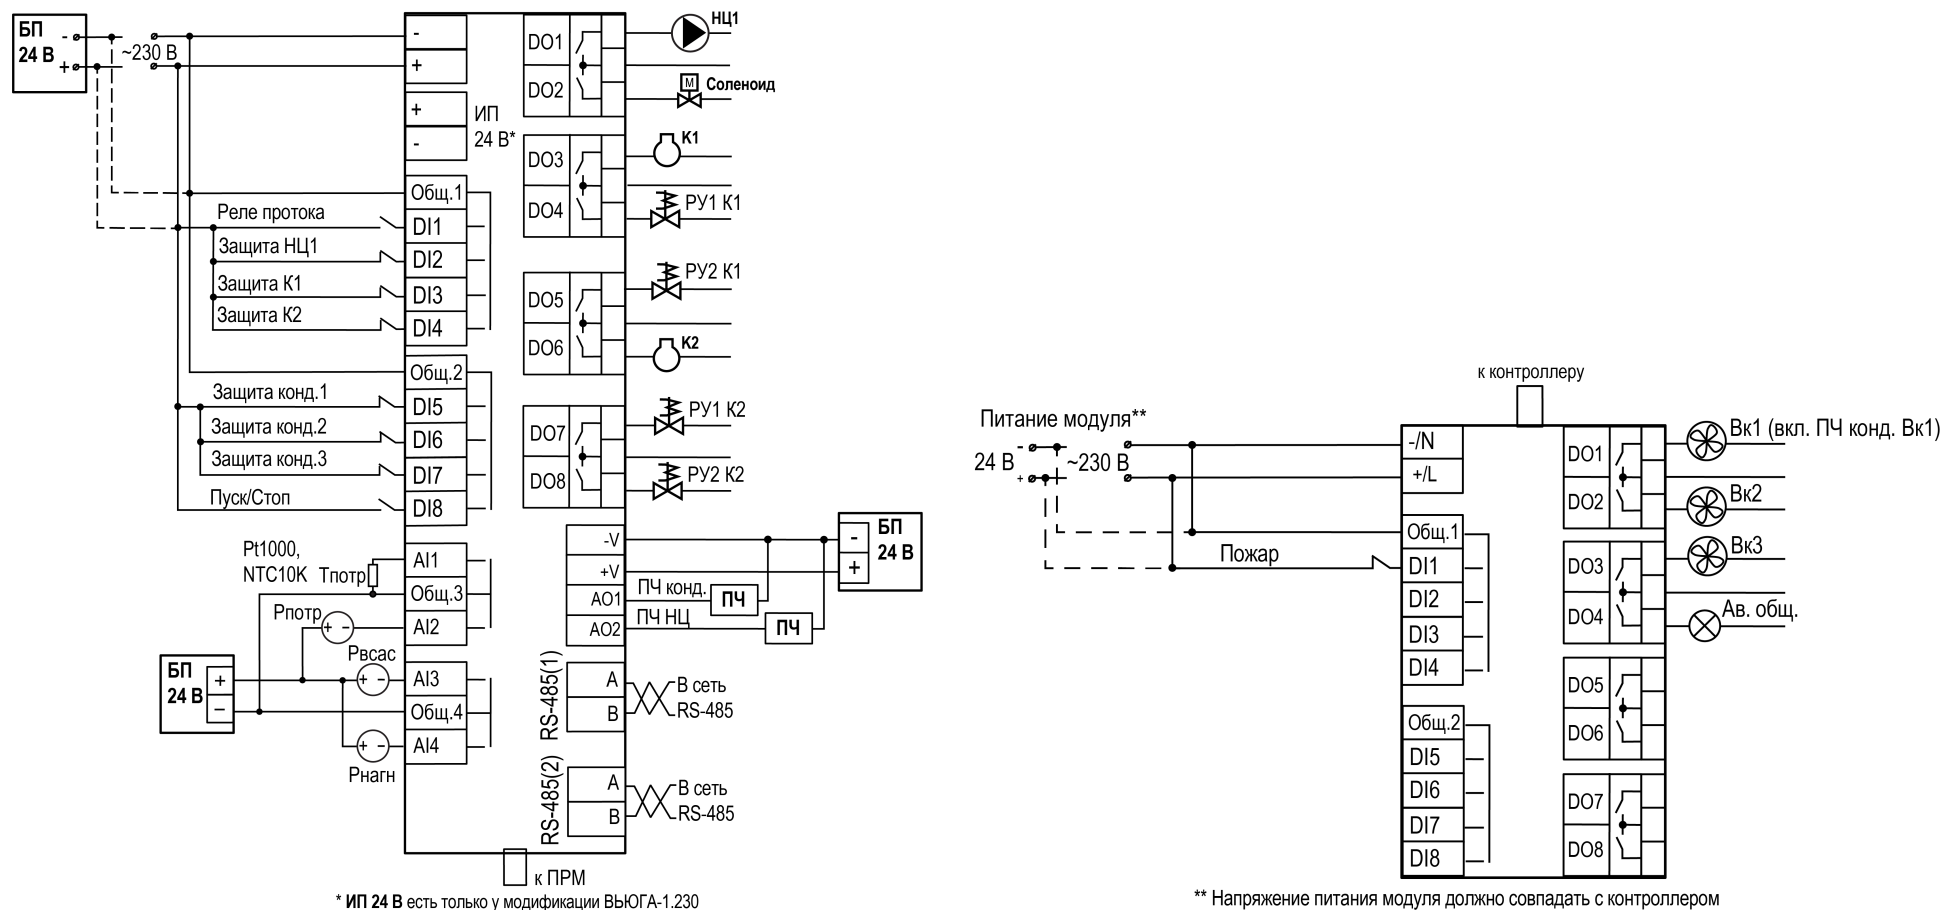 БП
24 В
-
+
~230 В
-
+
+
-
ИП
24 В*
Общ.1
DI1
DI2
DI3
DI4
Реле протока
Защита НЦ1
Защита К1
Защита К2
Общ.2
DI5
DI6
DI7
DI8
Защита конд.1
Защита конд.2
Защита конд.3
Пуск/Стоп
AI1
Общ.3
AI2
Pt1000,
NTC10K
Тпотр
Рпотр
+ -
Рвсас
+ -
AI3
Общ.4
AI4
БП
24 В
+
−
+ -
Рнагн
DO1
DO2
НЦ1
М
Соленоид
DO3
DO4
К1
РУ1 К1
DO5
DO6
РУ2 К1
К2
DO7
DO8
РУ1 К2
РУ2 К2
-V
+V
AO1
AO2
ПЧ конд.
ПЧ
ПЧ НЦ
ПЧ
-
+
БП
24 В
RS-485(1)
A
B
В сеть
RS-485
RS-485(2)
A
B
В сеть
RS-485
к ПРМ
* ИП 24 В есть только у модификации ВЬЮГА-1.230
к контроллеру
Питание модуля**
-
24 В
+
~230 В
-/N
+/L
Общ.1
DI1
DI2
DI3
DI4
Пожар
Общ.2
DI5
DI6
DI7
DI8
DO1
DO2
Вк1 (вкл. ПЧ конд. Вк1)
Вк2
DO3
DO4
Вк3
Ав. общ.
DO5
DO6
DO7
DO8
** Напряжение питания модуля должно совпадать с контроллером